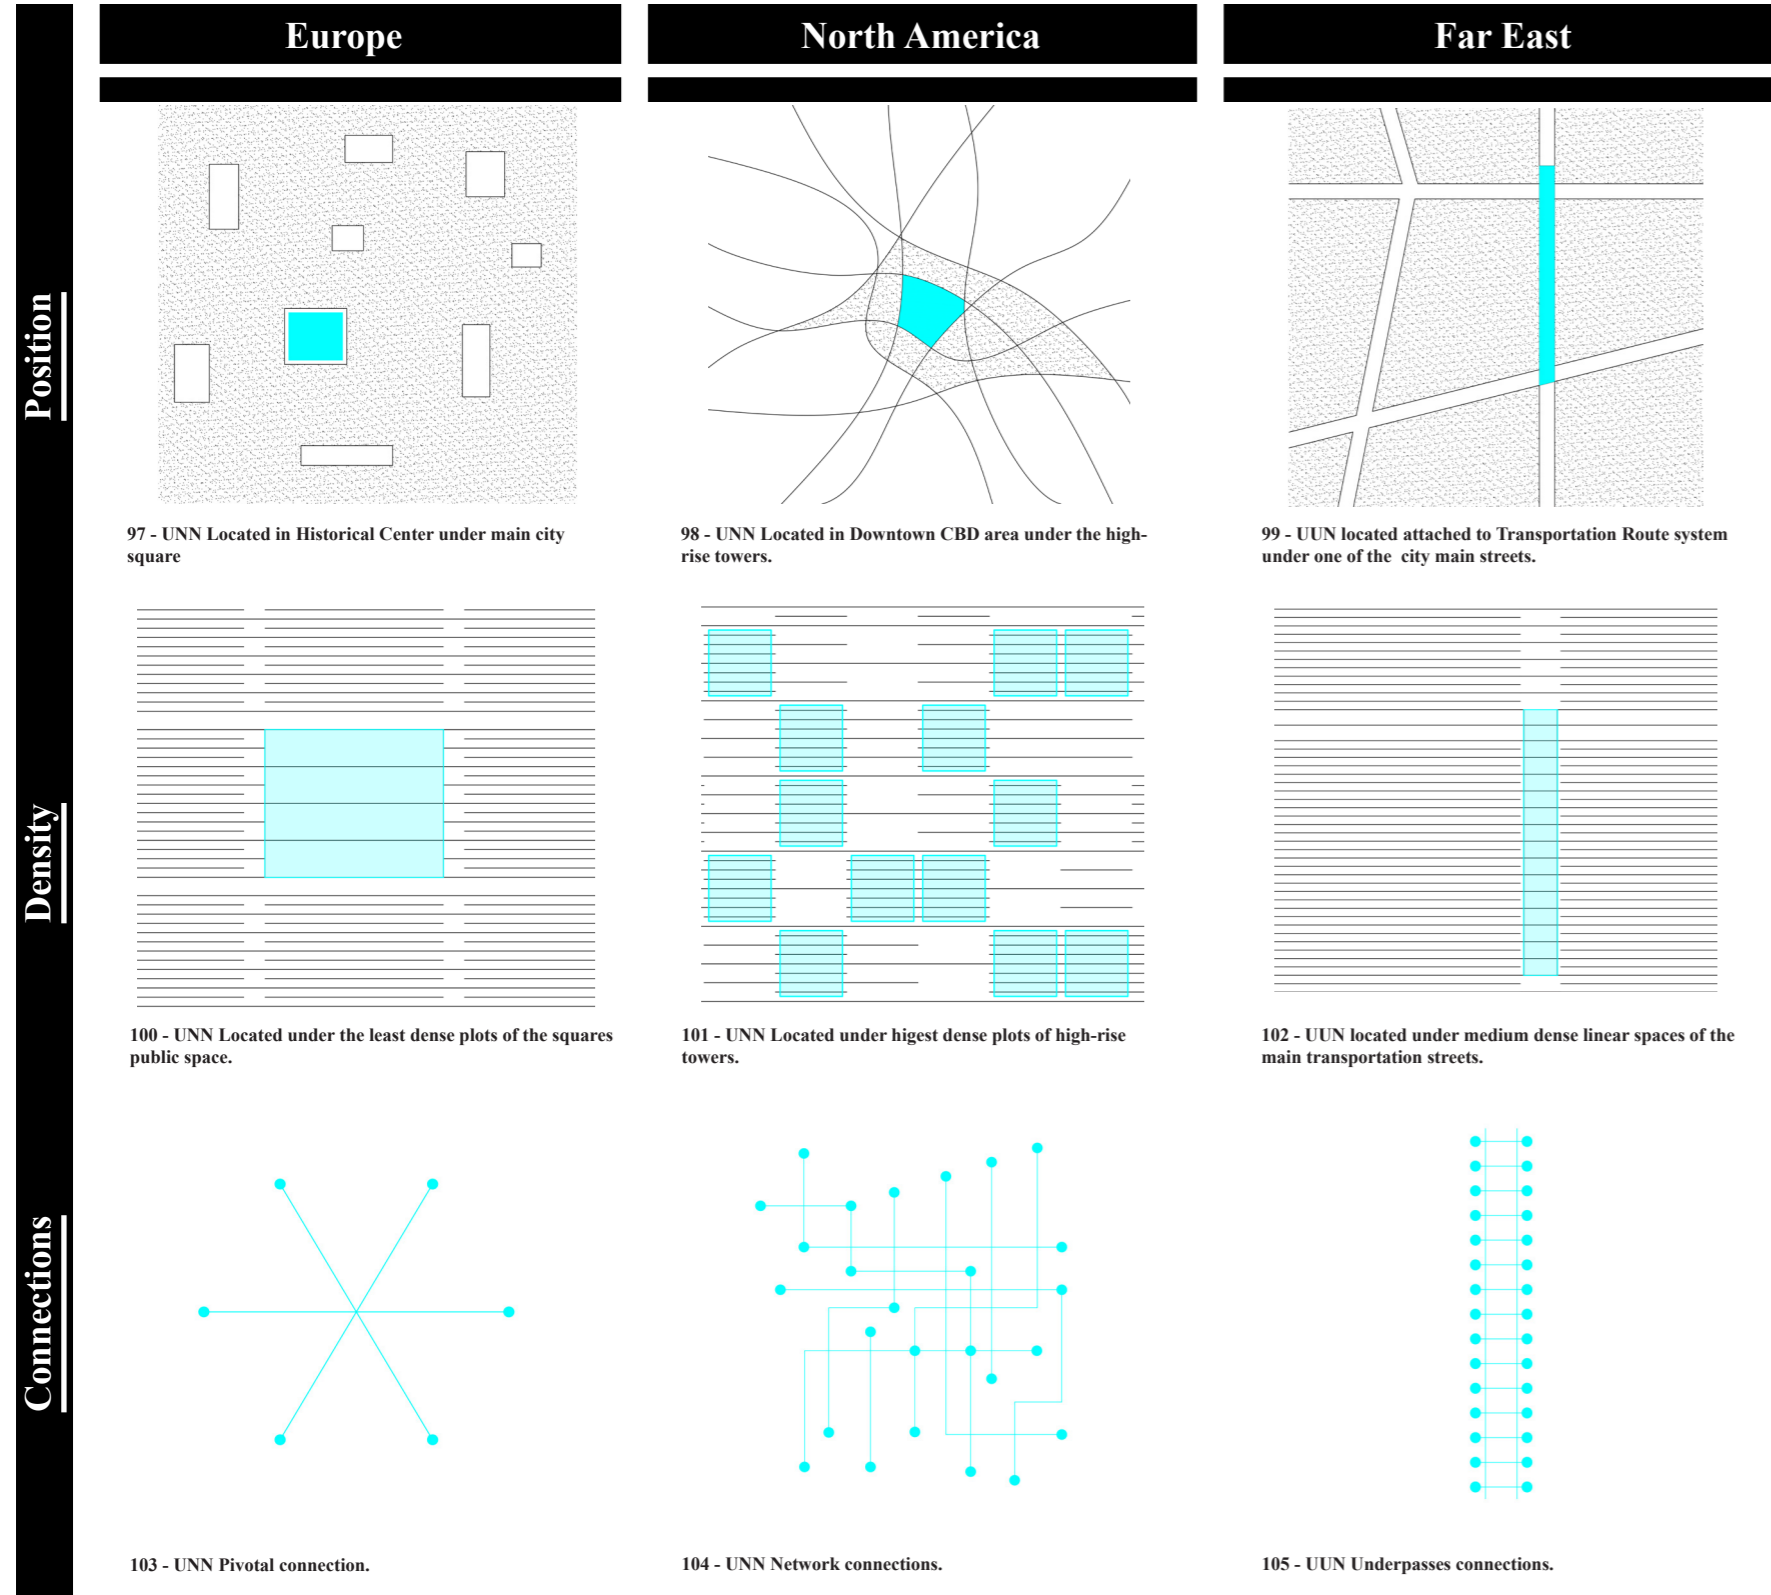 Europe
North America
Far East
Position
97 - UNN Located in Historical Center under main city
square
98 - UNN Located in Downtown CBD area under the high-
rise towers.
99 - UUN located attached to Transportation Route system
under one of the city main streets.
Density
100 - UNN Located under the least dense plots of the squares
public space.
101 - UNN Located under higest dense plots of high-rise
towers.
102 - UUN located under medium dense linear spaces of the
main transportation streets.
Connections
103 - UNN Pivotal connection.
104 - UNN Network connections.
105 - UUN Underpasses connections.